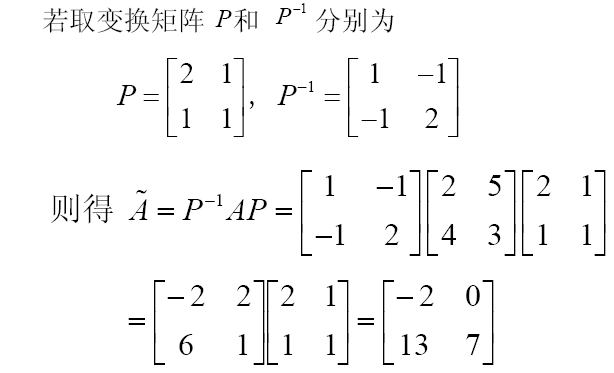 若取变换矩阵 P和 P⁻¹ 分别为
P = [2 1; 1 1], P⁻¹ = [1 -1; -1 2]
则得 Ã = P⁻¹AP = [1 -1; -1 2][2 5; 4 3][2 1; 1 1]
= [-2 2; 6 1][2 1; 1 1] = [-2 0; 13 7]